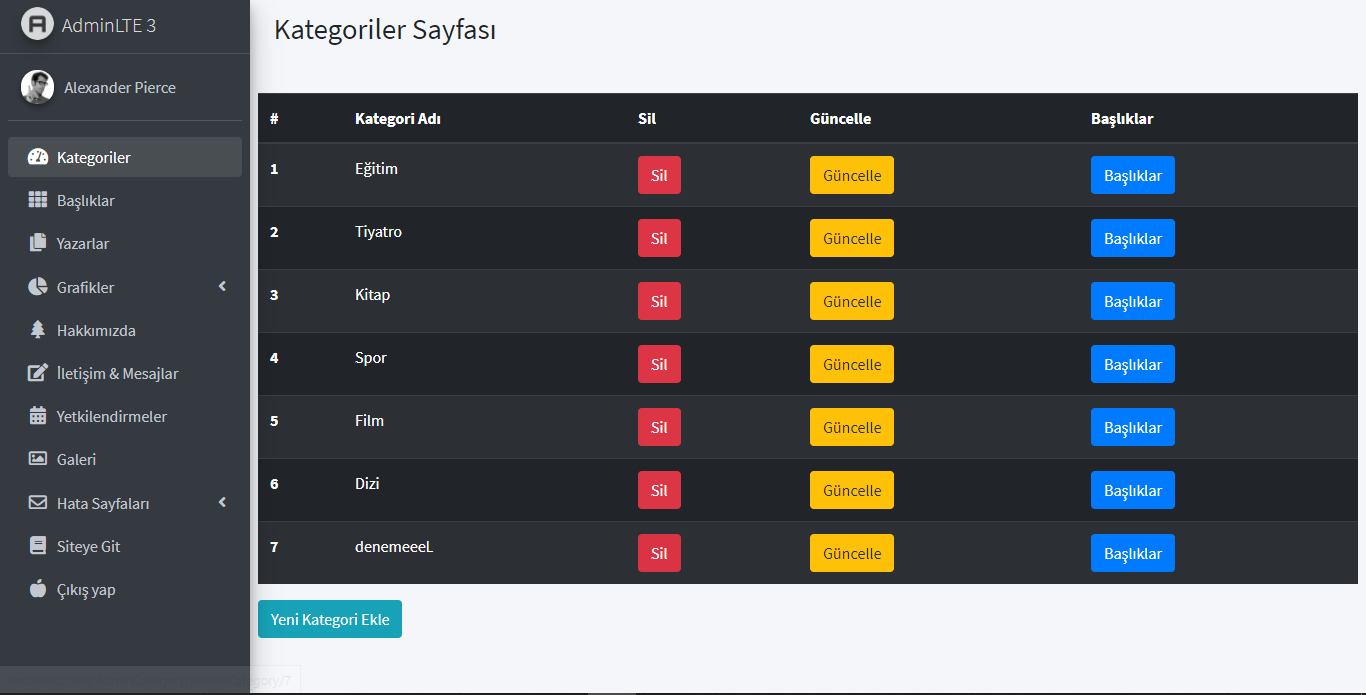 AdminLTE 3
Alexander Pierce
Kategoriler
Başlıklar
Yazarlar
Grafikler
Hakkımızda
İletişim & Mesajlar
Yetkilendirmeler
Galeri
Hata Sayfaları
Siteye Git
Çıkış yap
Kategoriler Sayfası
# Kategori Adı Sil Güncelle Başlıklar
1 Eğitim Sil Güncelle Başlıklar
2 Tiyatro Sil Güncelle Başlıklar
3 Kitap Sil Güncelle Başlıklar
4 Spor Sil Güncelle Başlıklar
5 Film Sil Güncelle Başlıklar
6 Dizi Sil Güncelle Başlıklar
7 denemeeeL Sil Güncelle Başlıklar
Yeni Kategori Ekle